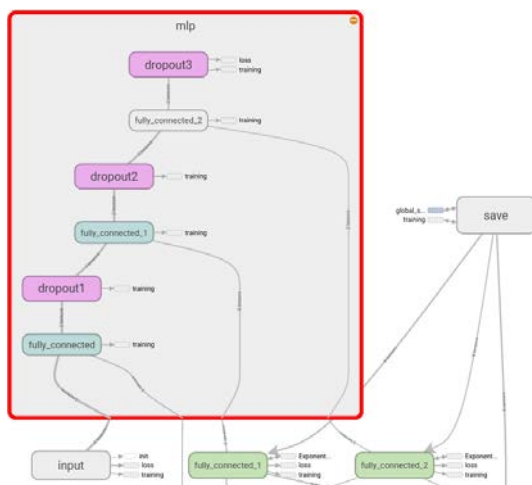 mlp
dropout3
loss
training
fully_connected_2
training
dropout2
training
fully_connected_1
training
global_s...
training
save
dropout1
training
fully_connected
training
input
init
loss
training
fully_connected_1
Exponent...
loss
training
fully_connected_2
Exponent...
loss
training